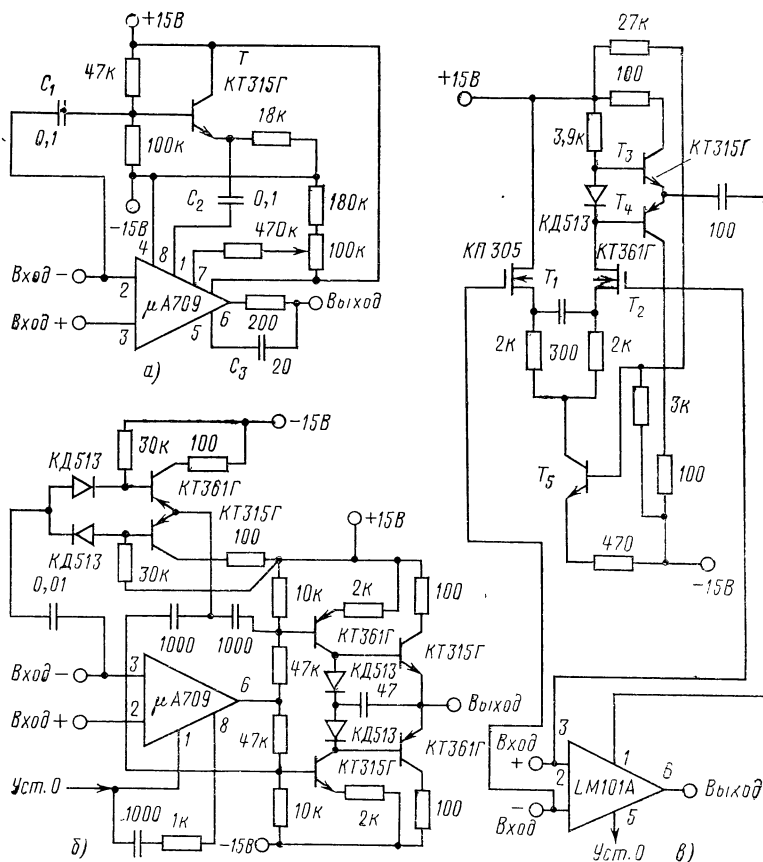 +15В
47к
Т
КТ315Г
C1
0,1
18к
100к
C2
0,1
180к
-15В
4
8
1
7
470к
100к
Вход -
2
μA709
6
Выход
Вход +
3
5
200
C3
20
а)
27к
100
+15В
3,9к
Т3
КТ315Г
КД513
Т4
100
КП305
КТ361Г
Т1
Т2
2к
300
2к
3к
Т5
100
470
-15В
3
Вход +
1
2
LM101A
6
Выход
- Вход
5
Уст. 0
в)
-15В
30к
100
КД513
КТ361Г
КТ315Г
+15В
100
КД513
30к
0,01
10к
2к
100
1000
1000
КТ361Г
КТ315Г
Вход -
3
47к
КД513
47
μA709
6
Выход
Вход +
2
8
1
47к
КД513
КТ361Г
КТ315Г
Уст. 0
1000
1к
10к
2к
100
б)
-15В